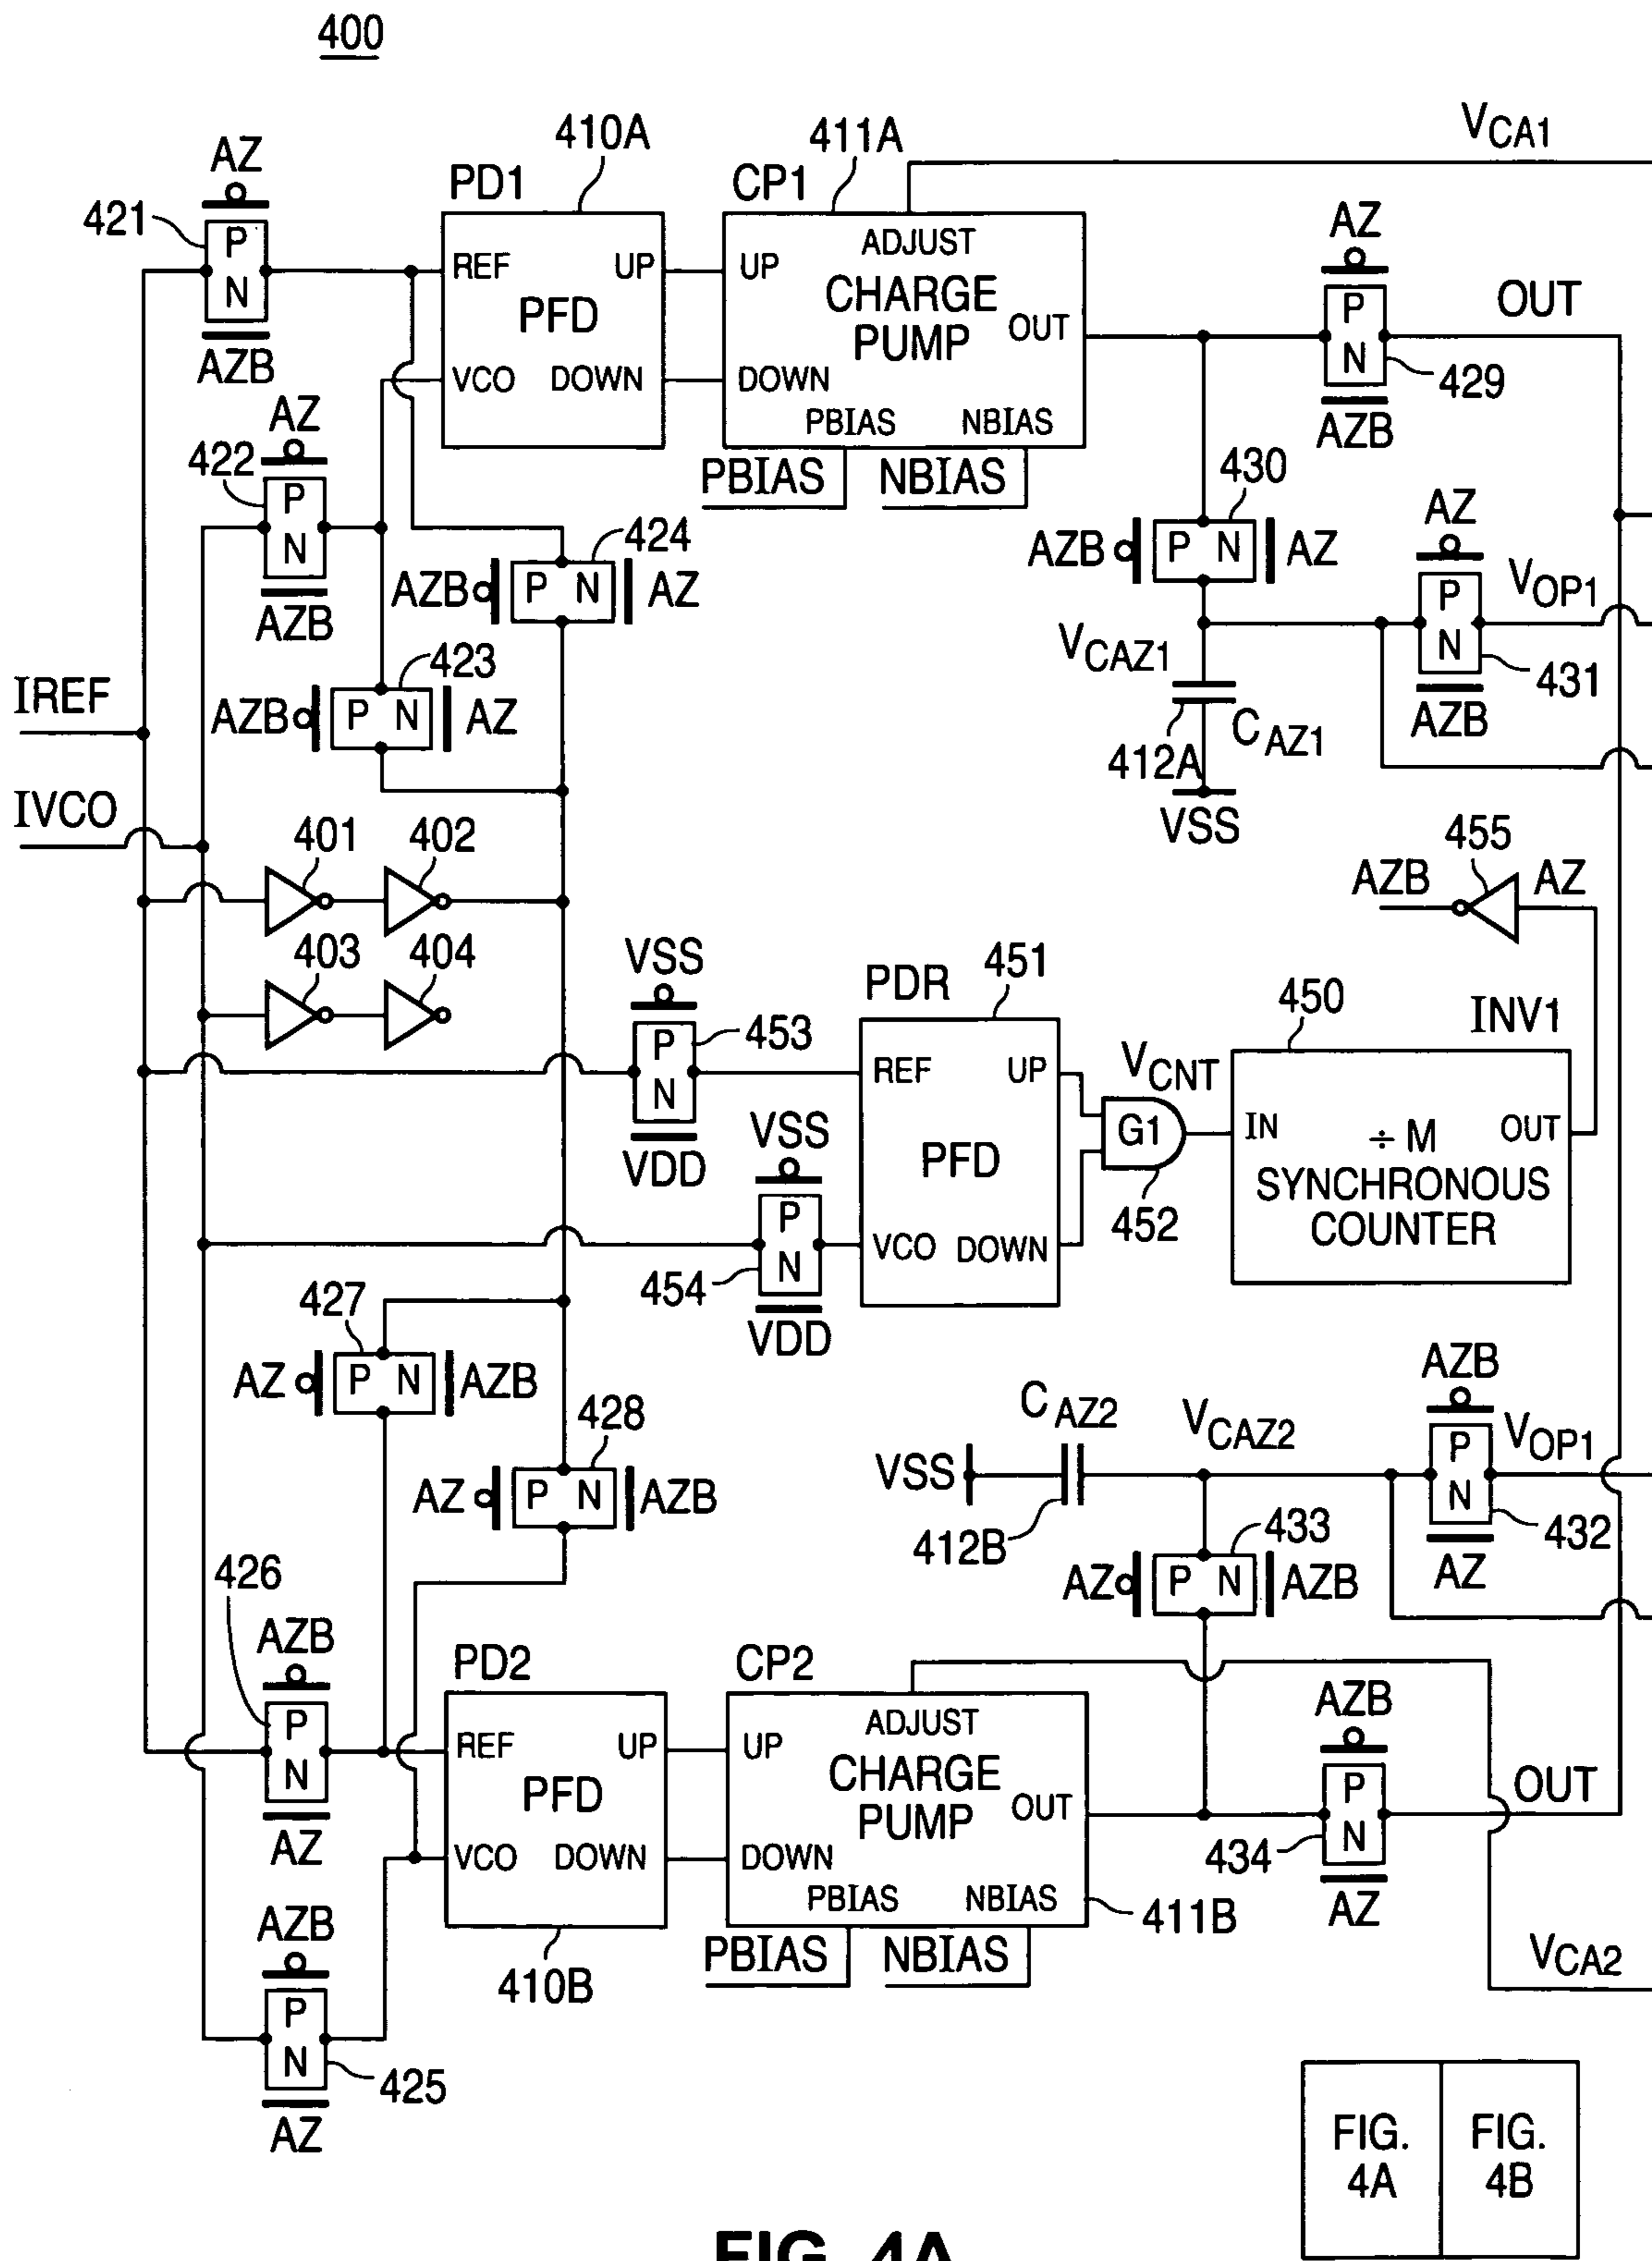 400
AZ
421
P
N
AZB
PD1
410A
REF
UP
PFD
VCO
DOWN
CP1
411A
ADJUST
UP
CHARGE
PUMP
OUT
DOWN
PBIAS
NBIAS
PBIAS
NBIAS
VCA1
AZ
P
N
OUT
429
AZB
AZ
422
P
N
AZB
424
AZB
P N
AZ
430
AZB
P N
AZ
AZ
P
N
VOP1
431
AZB
423
AZB
P N
AZ
VCAZ1
412A
CAZ1
VSS
IREF
IVCO
401
402
403
404
VSS
P
N
453
VDD
VSS
P
N
454
VDD
PDR
451
REF
UP
PFD
VCO
DOWN
VCNT
G1
452
450
IN
÷ M
OUT
SYNCHRONOUS
COUNTER
AZB
455
AZ
INV1
427
AZ
P N
AZB
428
AZ
P N
AZB
CAZ2
VSS
412B
VCAZ2
AZB
P
N
VOP1
432
AZ
433
AZ
P N
AZB
426
AZB
P
N
AZ
PD2
REF
UP
PFD
VCO
DOWN
410B
CP2
ADJUST
UP
CHARGE
PUMP
OUT
DOWN
PBIAS
NBIAS
411B
PBIAS
NBIAS
AZB
P
N
OUT
434
AZ
VCA2
AZB
P
N
425
AZ
FIG.
4A
FIG.
4B
FIG. 4A